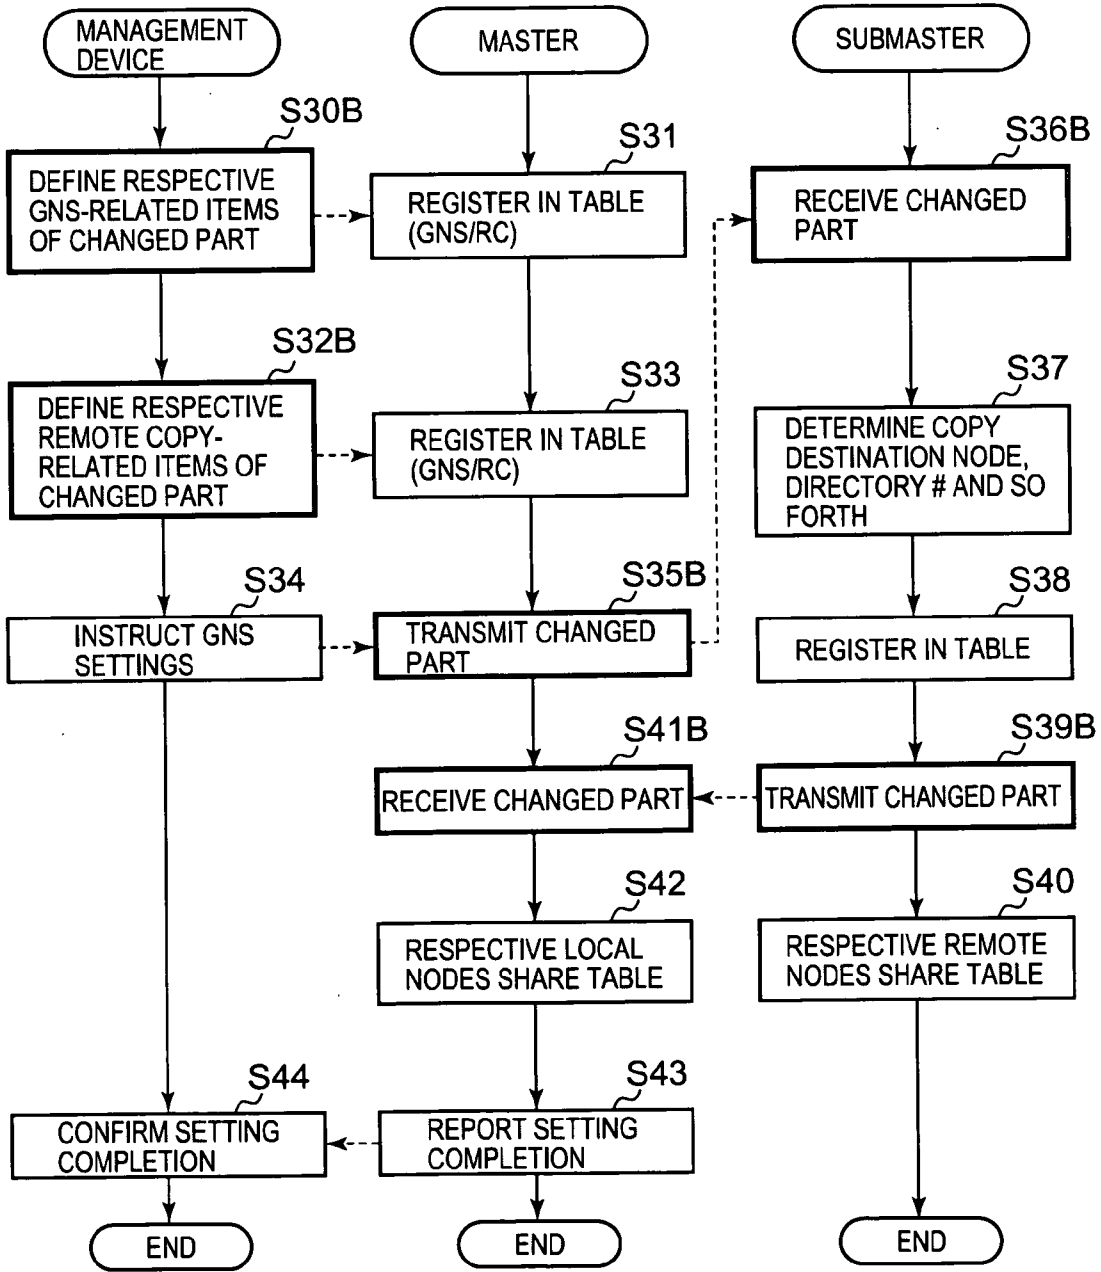 MANAGEMENT
DEVICE
S30B
DEFINE RESPECTIVE
GNS-RELATED ITEMS
OF CHANGED PART
S32B
DEFINE RESPECTIVE
REMOTE COPY-
RELATED ITEMS OF
CHANGED PART
S34
INSTRUCT GNS
SETTINGS
S44
CONFIRM SETTING
COMPLETION
END
MASTER
S31
REGISTER IN TABLE
(GNS/RC)
S33
REGISTER IN TABLE
(GNS/RC)
S35B
TRANSMIT CHANGED
PART
S41B
RECEIVE CHANGED PART
S42
RESPECTIVE LOCAL
NODES SHARE TABLE
S43
REPORT SETTING
COMPLETION
END
SUBMASTER
S36B
RECEIVE CHANGED
PART
S37
DETERMINE COPY
DESTINATION NODE,
DIRECTORY # AND SO
FORTH
S38
REGISTER IN TABLE
S39B
TRANSMIT CHANGED PART
S40
RESPECTIVE REMOTE
NODES SHARE TABLE
END